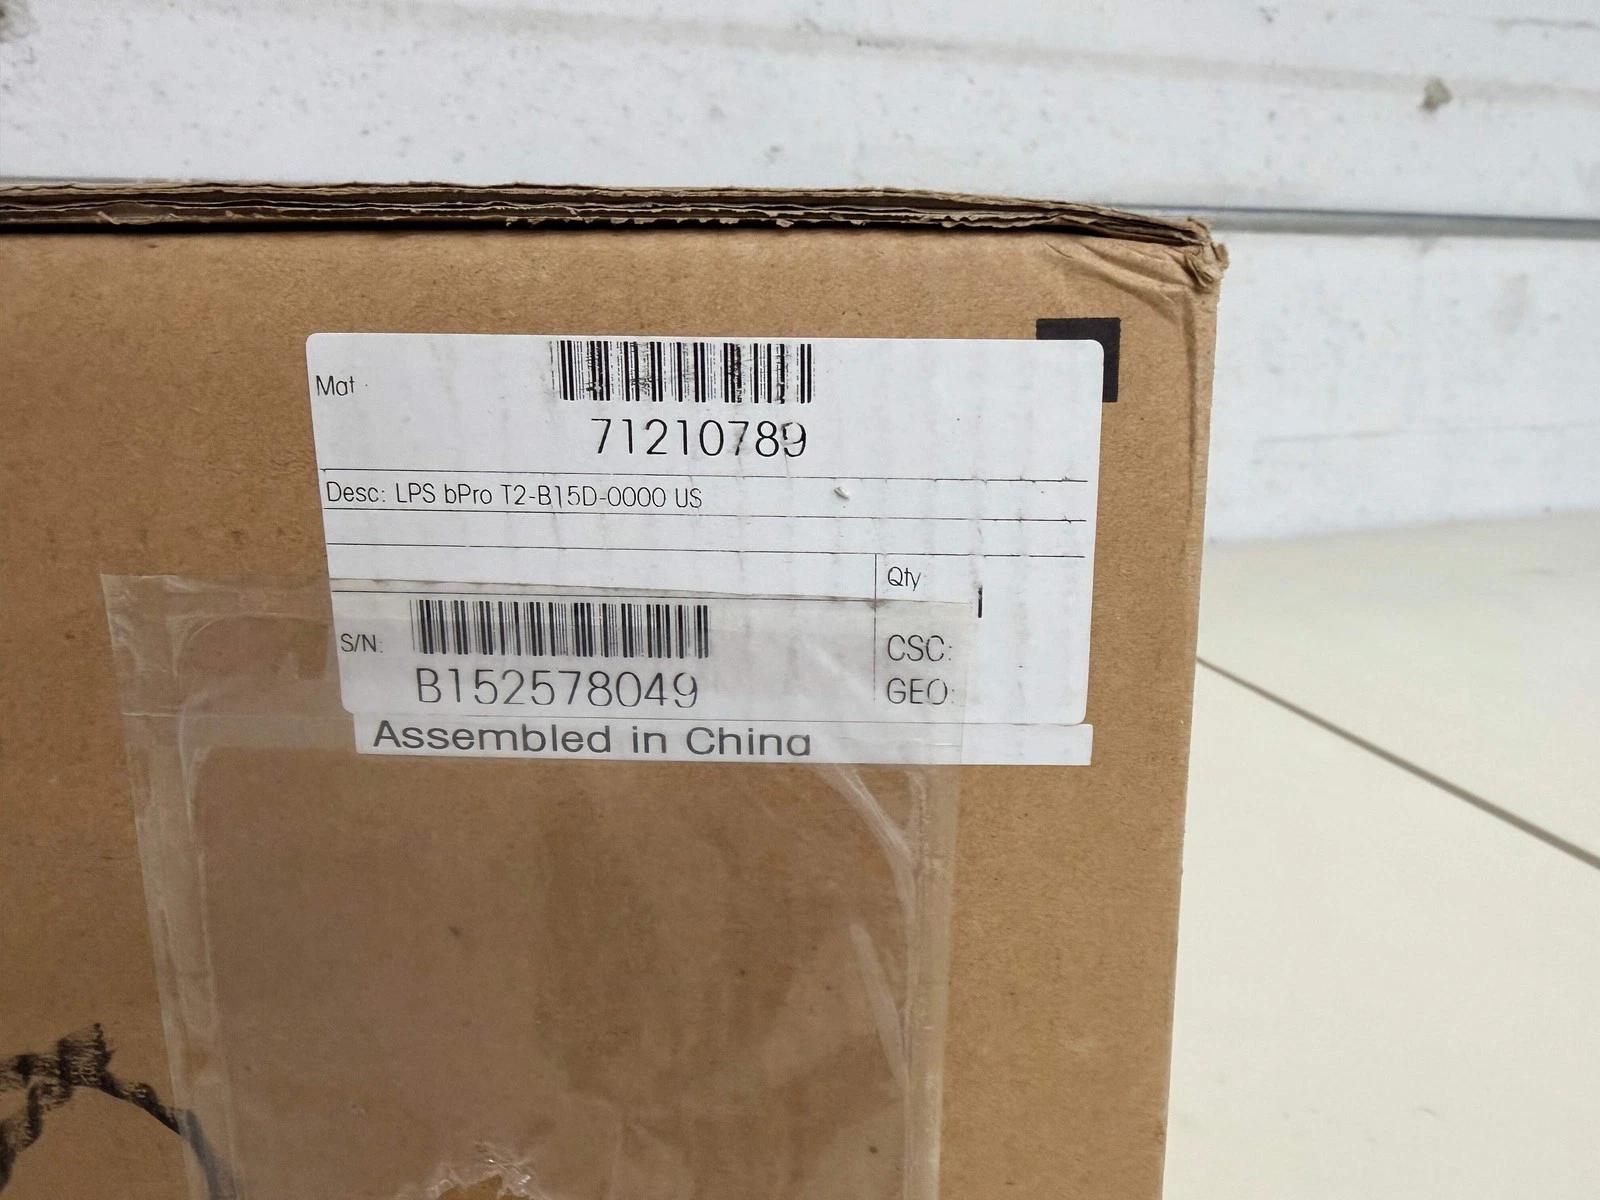 Mat
71210789
Desc: LPS bPro T2-B15D-0000 US
Qty
1
S/N:
B152578049
CSC:
GEO:
Assembled in China